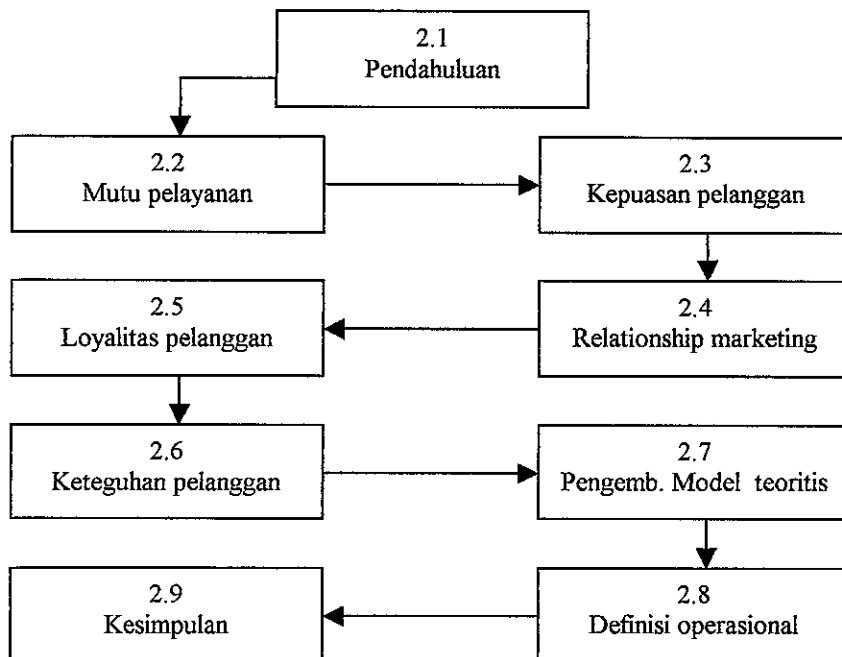 2.1
Pendahuluan
2.2
Mutu pelayanan
2.3
Kepuasan pelanggan
2.4
Relationship marketing
2.5
Loyalitas pelanggan
2.6
Keteguhan pelanggan
2.7
Pengemb. Model teoritis
2.8
Definisi operasional
2.9
Kesimpulan